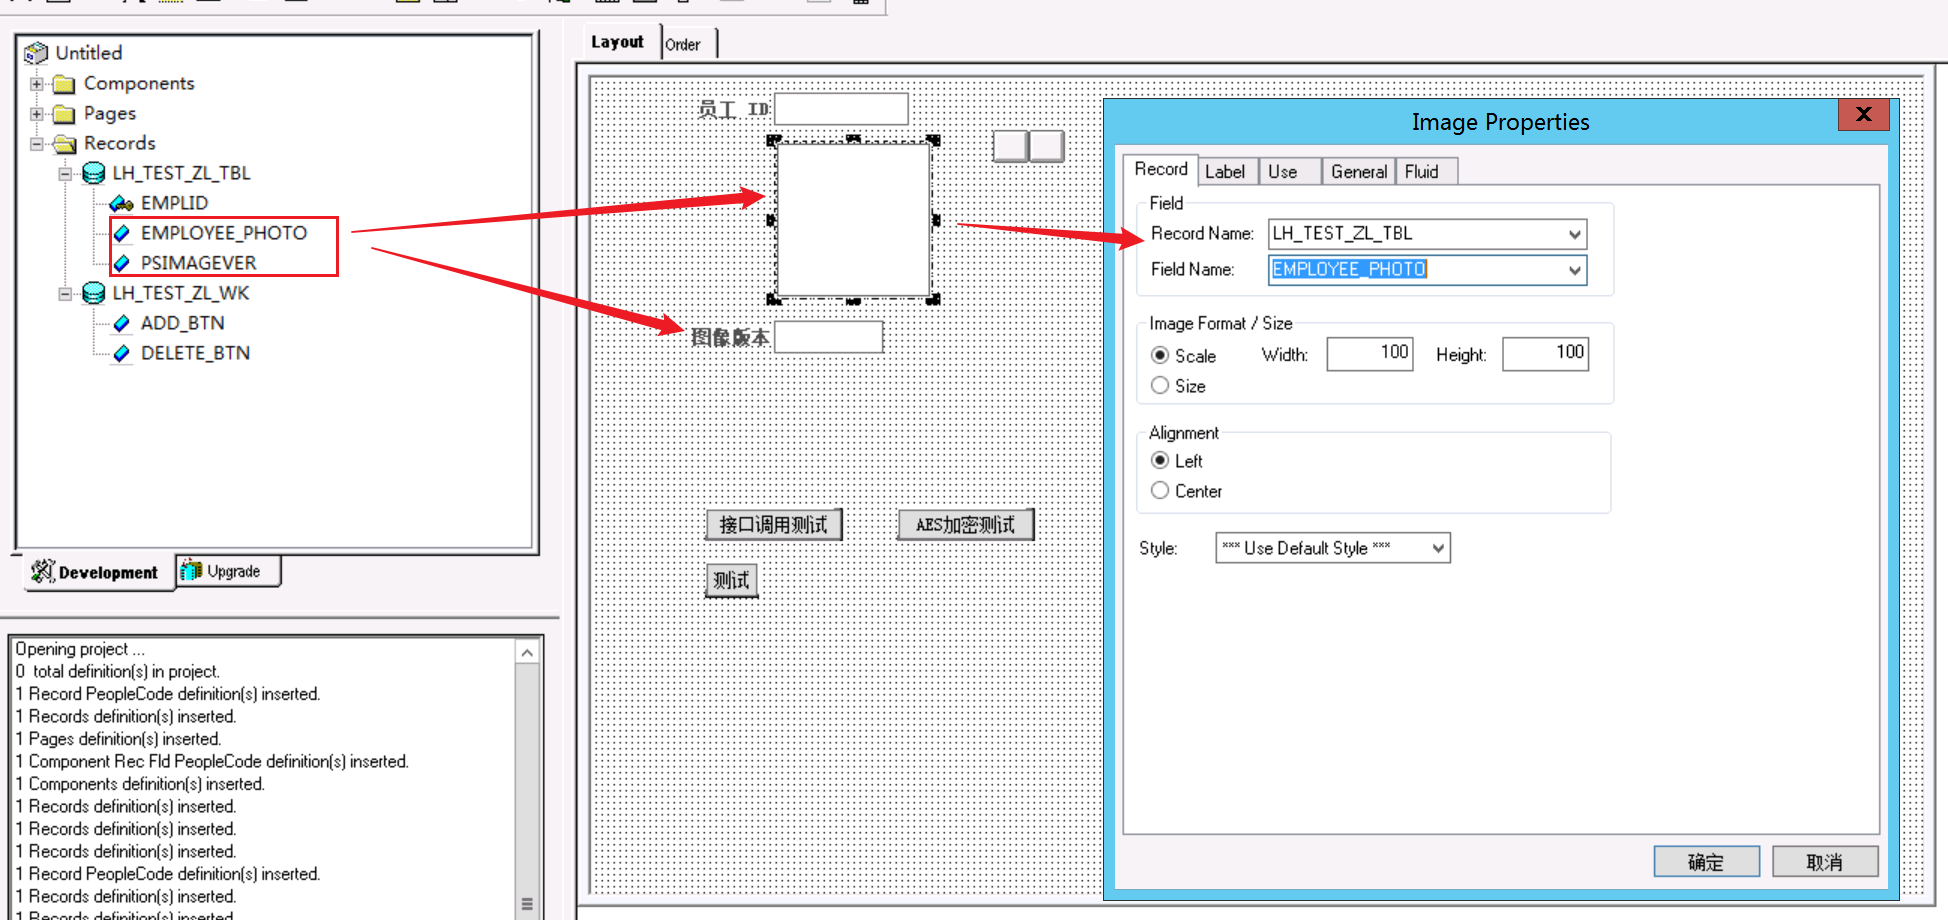 Untitled
Components
Pages
Records
LH_TEST_ZL_TBL
EMPLID
EMPLOYEE_PHOTO
PSIMAGEVER
LH_TEST_ZL_WK
ADD_BTN
DELETE_BTN
Development
Upgrade
Opening project ...
0 total definition(s) in project.
1 Record PeopleCode definition(s) inserted.
1 Records definition(s) inserted.
1 Pages definition(s) inserted.
1 Component Rec Fld PeopleCode definition(s) inserted.
1 Components definition(s) inserted.
1 Records definition(s) inserted.
1 Records definition(s) inserted.
1 Records definition(s) inserted.
1 Record PeopleCode definition(s) inserted.
1 Records definition(s) inserted.
1 Records definition(s) inserted.
Layout
Order
员工 ID
图像版本
接口调用测试
AES加密测试
测试
Image Properties
X
Record
Label
Use
General
Fluid
Field
Record Name: LH_TEST_ZL_TBL
Field Name: EMPLOYEE_PHOTO
Image Format / Size
Scale Width: 100 Height: 100
Size
Alignment
Left
Center
Style: *** Use Default Style ***
确定
取消